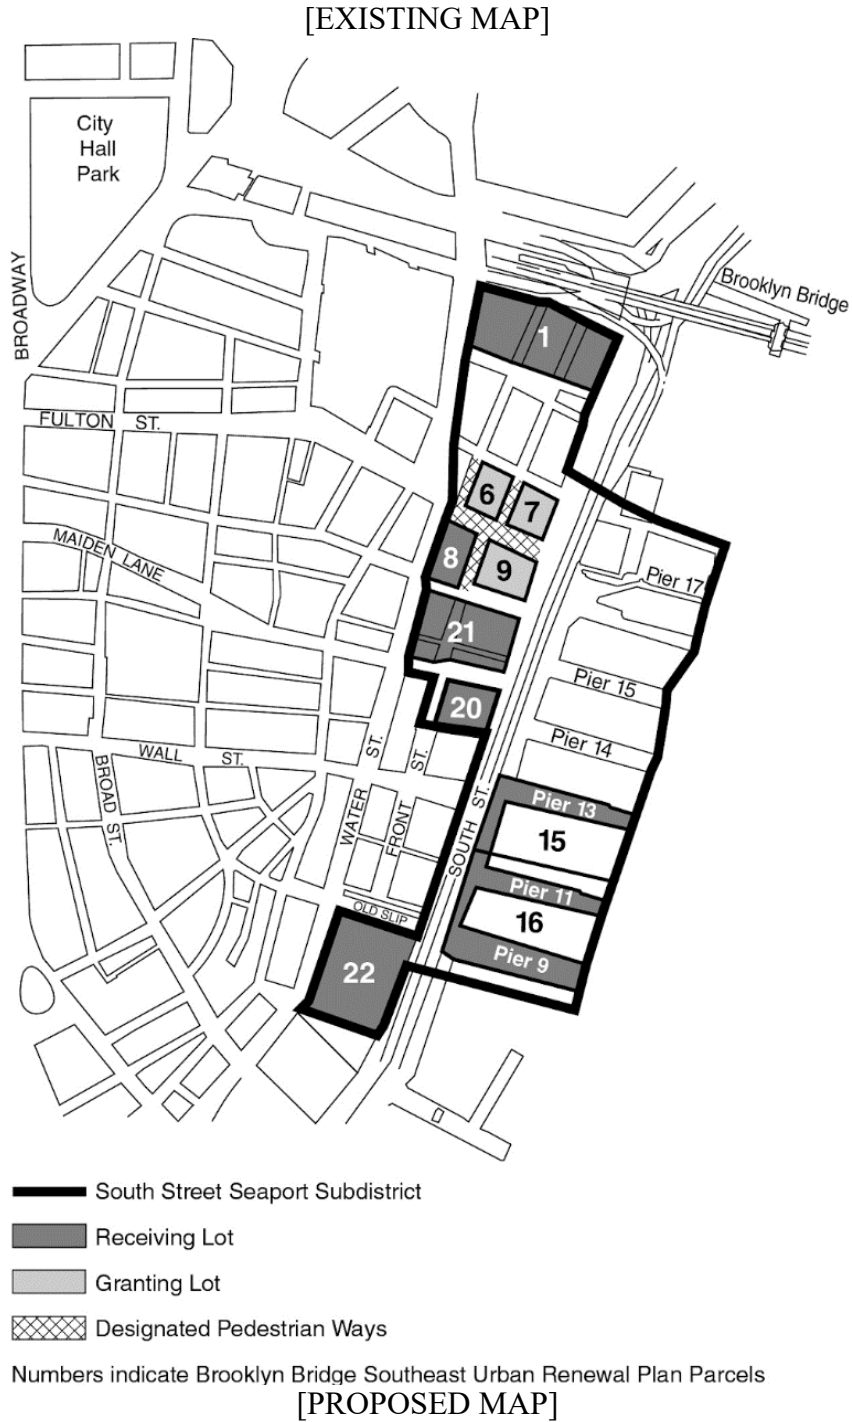 [EXISTING MAP]
City
Hall
Park
BROADWAY
Brooklyn Bridge
1
FULTON ST.
6
7
MAIDEN LANE
8
9
Pier 17
21
Pier 15
20
Pier 14
WALL ST.
ST.
ST.
BROAD ST.
WATER
FRONT
SOUTH ST.
Pier 13
15
Pier 11
OLD SLIP
16
Pier 9
22
South Street Seaport Subdistrict
Receiving Lot
Granting Lot
Designated Pedestrian Ways
Numbers indicate Brooklyn Bridge Southeast Urban Renewal Plan Parcels
[PROPOSED MAP]